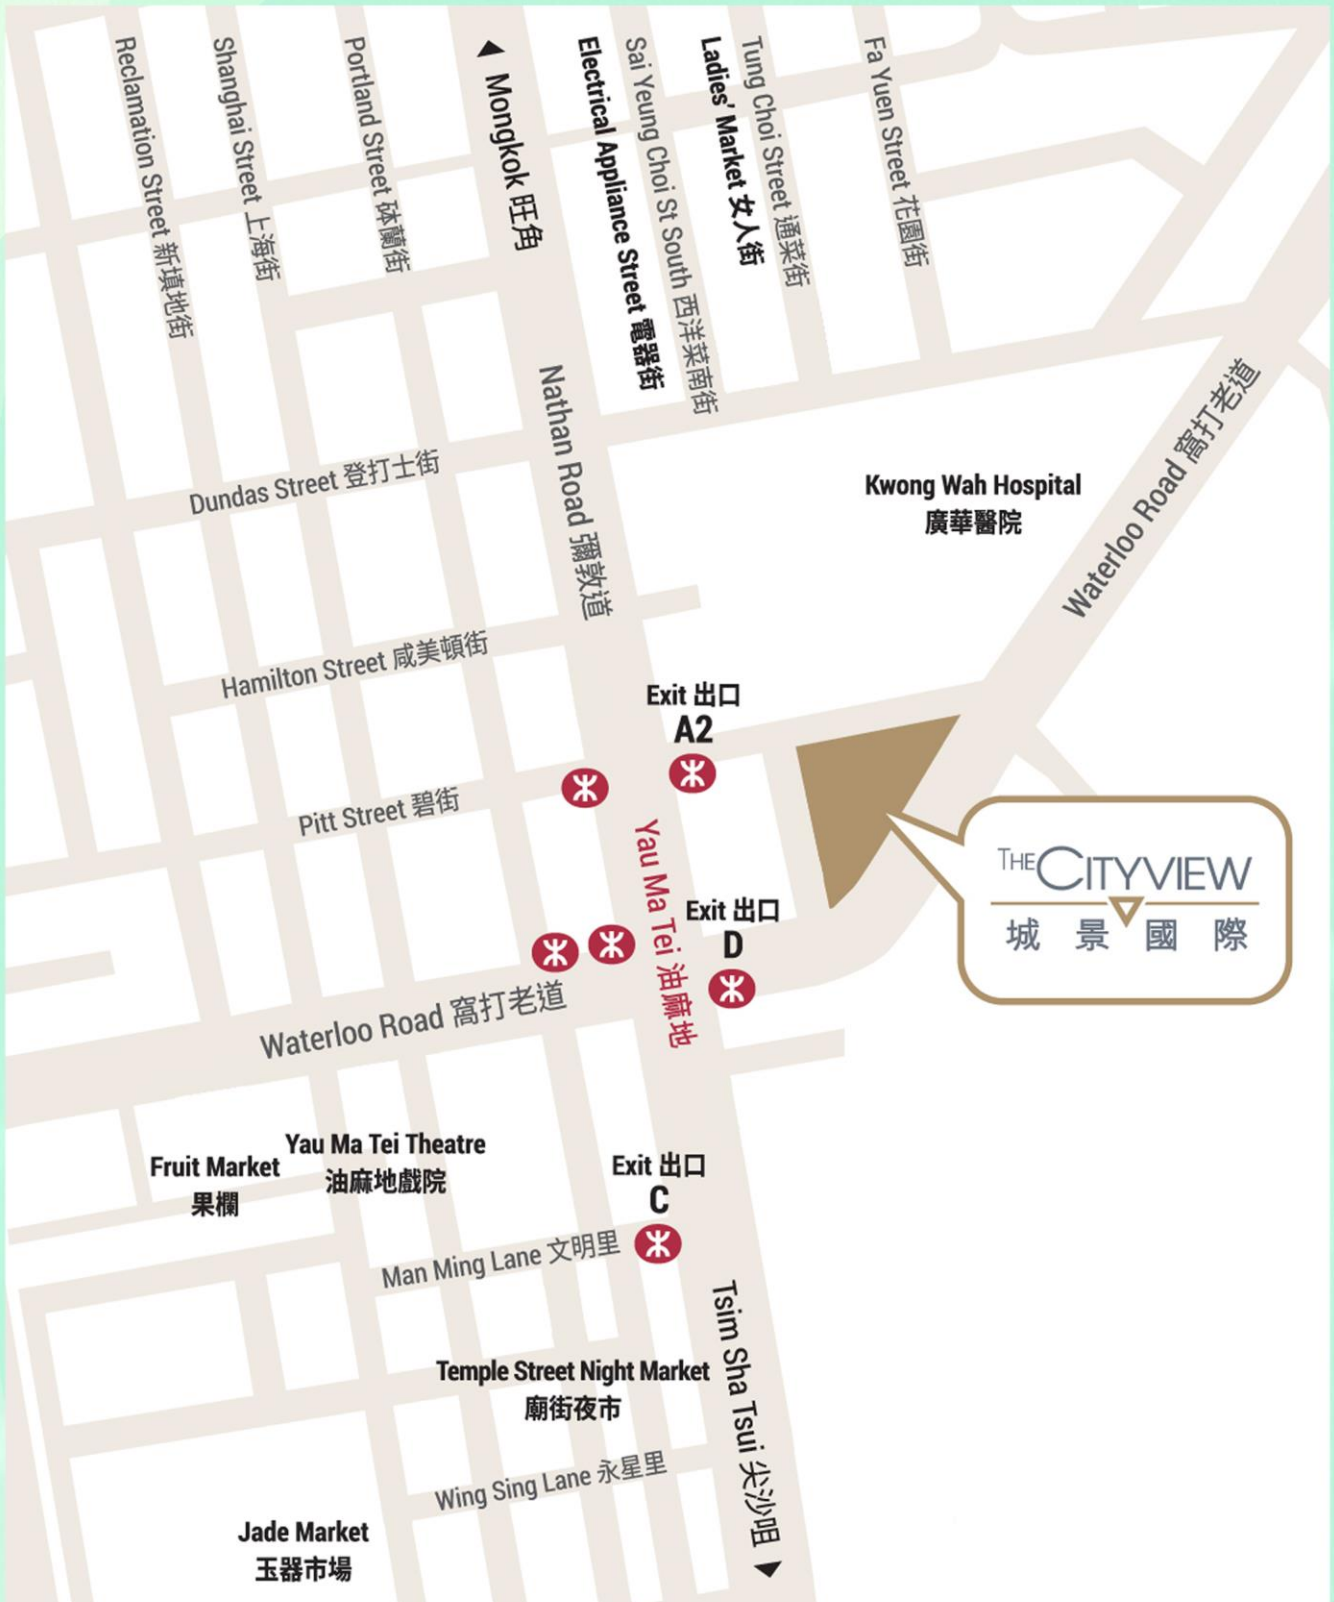 Reclamation Street 新填地街
Shanghai Street 上海街
Portland Street 砵蘭街
Mongkok 旺角
Electrical Appliance Street 電器街
Sai Yeung Choi St South 西洋菜南街
Ladies' Market 女人街
Tung Choi Street 通菜街
Fa Yuen Street 花園街
Nathan Road 彌敦道
Waterloo Road 窩打老道
Dundas Street 登打士街
Kwong Wah Hospital
廣華醫院
Hamilton Street 咸美頓街
Exit 出口
A2
Pitt Street 碧街
Yau Ma Tei 油麻地
THE CITYVIEW
城景國際
Exit 出口
D
Waterloo Road 窩打老道
Yau Ma Tei Theatre
油麻地戲院
Fruit Market
果欄
Exit 出口
C
Man Ming Lane 文明里
Tsim Sha Tsui 尖沙咀
Temple Street Night Market
廟街夜市
Wing Sing Lane 永星里
Jade Market
玉器市場